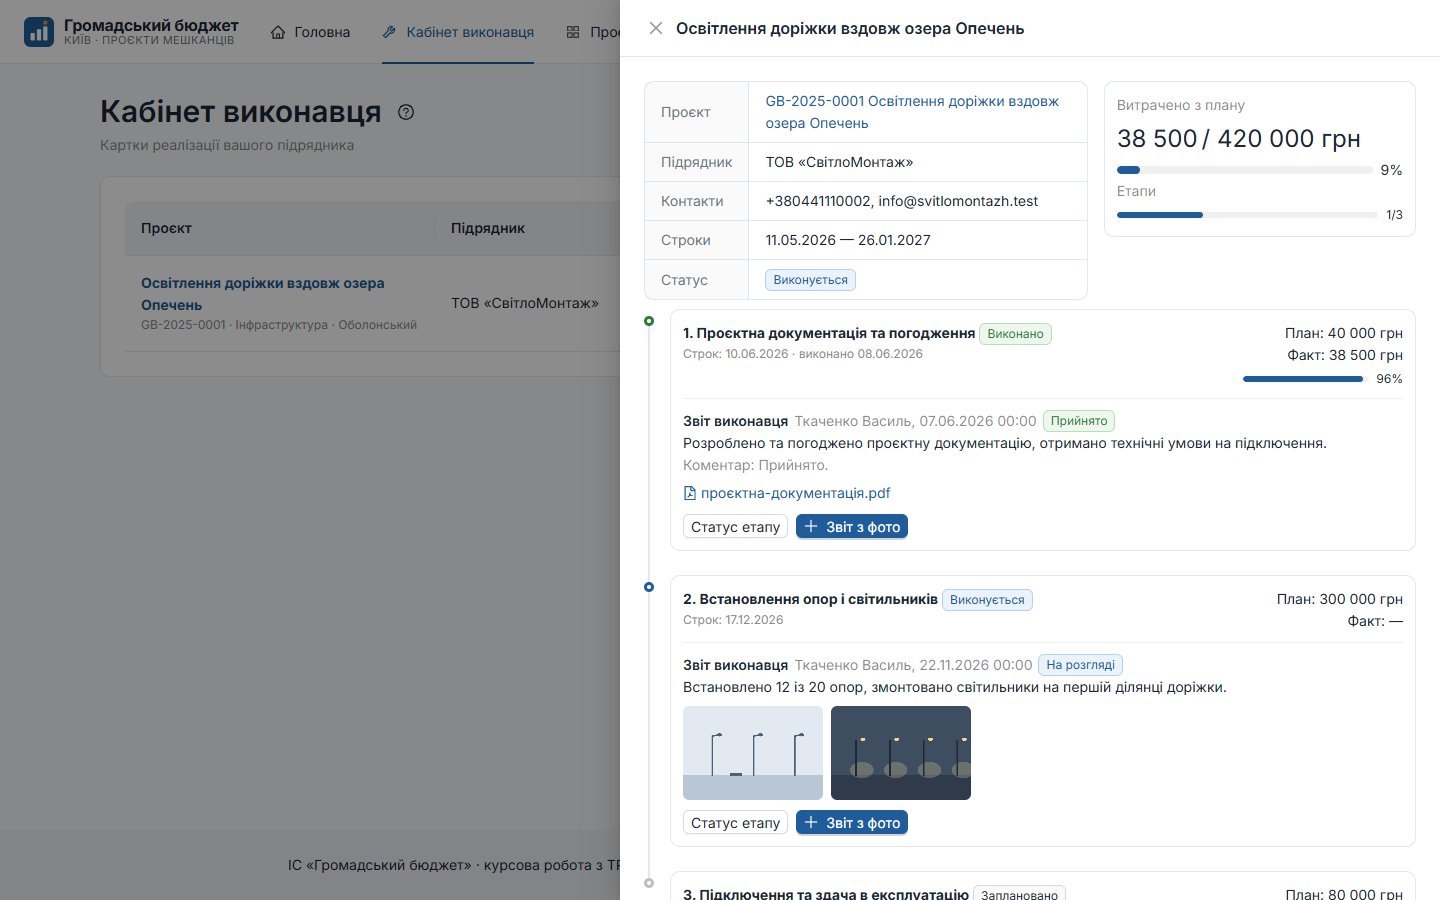 Громадський бюджет
КИЇВ · ПРОЄКТИ МЕШКАНЦІВ
Головна
Кабінет виконавця
Кабінет виконавця
Картки реалізації вашого підрядника
Проєкт
Підрядник
Освітлення доріжки вздовж озера
Опечень
GB-2025-0001 · Інфраструктура · Оболонський
ТОВ «СвітлоМонтаж»
ІС «Громадський бюджет» · курсова робота з
Освітлення доріжки вздовж озера Опечень
Проєкт
GB-2025-0001 Освітлення доріжки вздовж
озера Опечень
Підрядник
ТОВ «СвітлоМонтаж»
Контакти
+380441110002, info@svitlomontazh.test
Строки
11.05.2026 — 26.01.2027
Статус
Виконується
Витрачено з плану
38 500 / 420 000 грн
9%
Етапи
1/3
1. Проєктна документація та погодження Виконано
Строк: 10.06.2026 · виконано 08.06.2026
План: 40 000 грн
Факт: 38 500 грн
96%
Звіт виконавця Ткаченко Василь, 07.06.2026 00:00 Прийнято
Розроблено та погоджено проєктну документацію, отримано технічні умови на підключення.
Коментар: Прийнято.
проєктна-документація.pdf
Статус етапу
Звіт з фото
2. Встановлення опор і світильників Виконується
Строк: 17.12.2026
План: 300 000 грн
Факт: —
Звіт виконавця Ткаченко Василь, 22.11.2026 00:00 На розгляді
Встановлено 12 із 20 опор, змонтовано світильники на першій ділянці доріжки.
Статус етапу
Звіт з фото
3. Підключення та здача в експлуатацію Заплановано
План: 80 000 грн